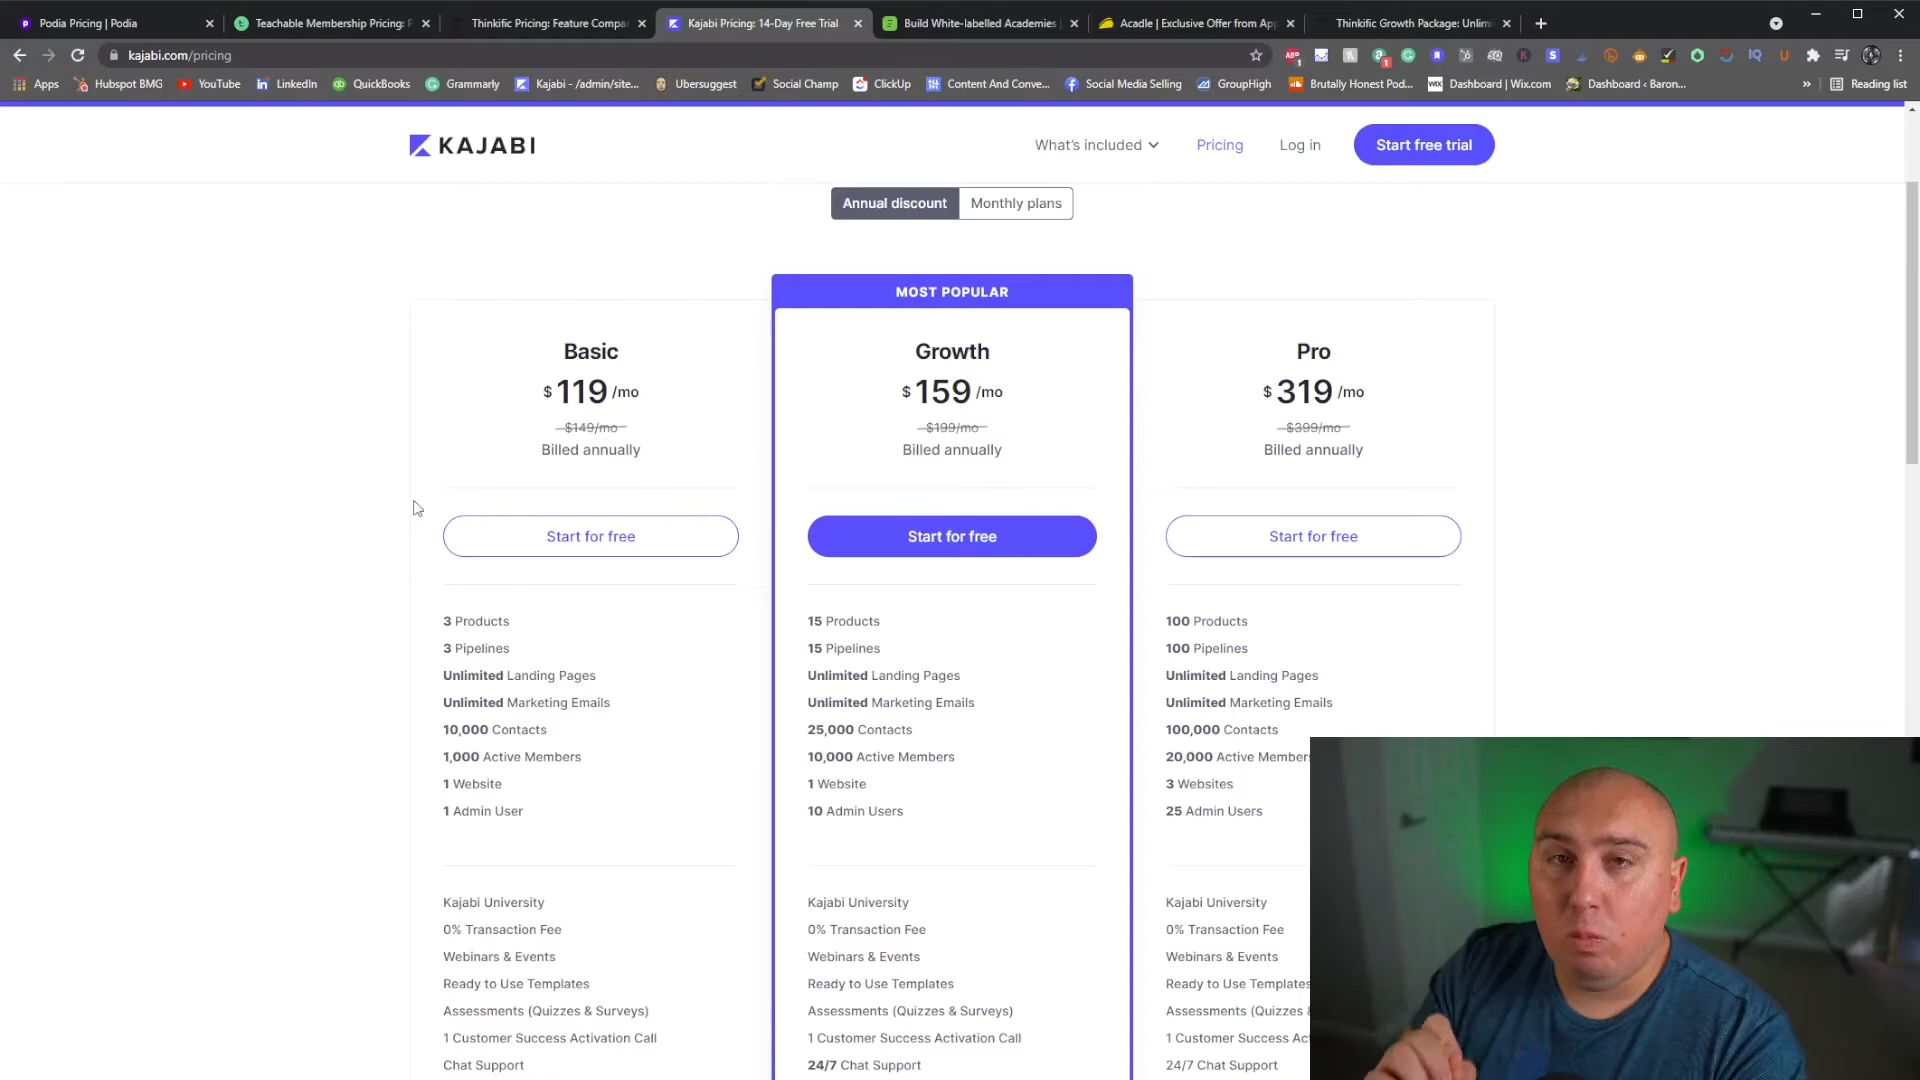 Podia Pricing | Podia
Teachable Membership Pricing: P
Thinkific Pricing: Feature Compa
Kajabi Pricing: 14-Day Free Trial
Build White-labelled Academies
Acadle | Exclusive Offer from App
Thinkific Growth Package: Unlimi
kajabi.com/pricing
Apps
Hubspot BMG
YouTube
LinkedIn
QuickBooks
Grammarly
Kajabi - /admin/site...
Ubersuggest
Social Champ
ClickUp
Content And Conve...
Social Media Selling
GroupHigh
Brutally Honest Pod...
Dashboard | Wix.com
Dashboard ‹ Baron...
»
Reading list
KAJABI
What's included
Pricing
Log in
Start free trial
Annual discount
Monthly plans
MOST POPULAR
Basic
$ 119 /mo
$149/mo
Billed annually
Start for free
3 Products
3 Pipelines
Unlimited Landing Pages
Unlimited Marketing Emails
10,000 Contacts
1,000 Active Members
1 Website
1 Admin User
Kajabi University
0% Transaction Fee
Webinars & Events
Ready to Use Templates
Assessments (Quizzes & Surveys)
1 Customer Success Activation Call
Chat Support
Growth
$ 159 /mo
$199/mo
Billed annually
Start for free
15 Products
15 Pipelines
Unlimited Landing Pages
Unlimited Marketing Emails
25,000 Contacts
10,000 Active Members
1 Website
10 Admin Users
Kajabi University
0% Transaction Fee
Webinars & Events
Ready to Use Templates
Assessments (Quizzes & Surveys)
1 Customer Success Activation Call
24/7 Chat Support
Pro
$ 319 /mo
$399/mo
Billed annually
Start for free
100 Products
100 Pipelines
Unlimited Landing Pages
Unlimited Marketing Emails
100,000 Contacts
20,000 Active Members
3 Websites
25 Admin Users
Kajabi University
0% Transaction Fee
Webinars & Events
Ready to Use Templates
Assessments (Quizzes &
1 Customer Success Act
24/7 Chat Support